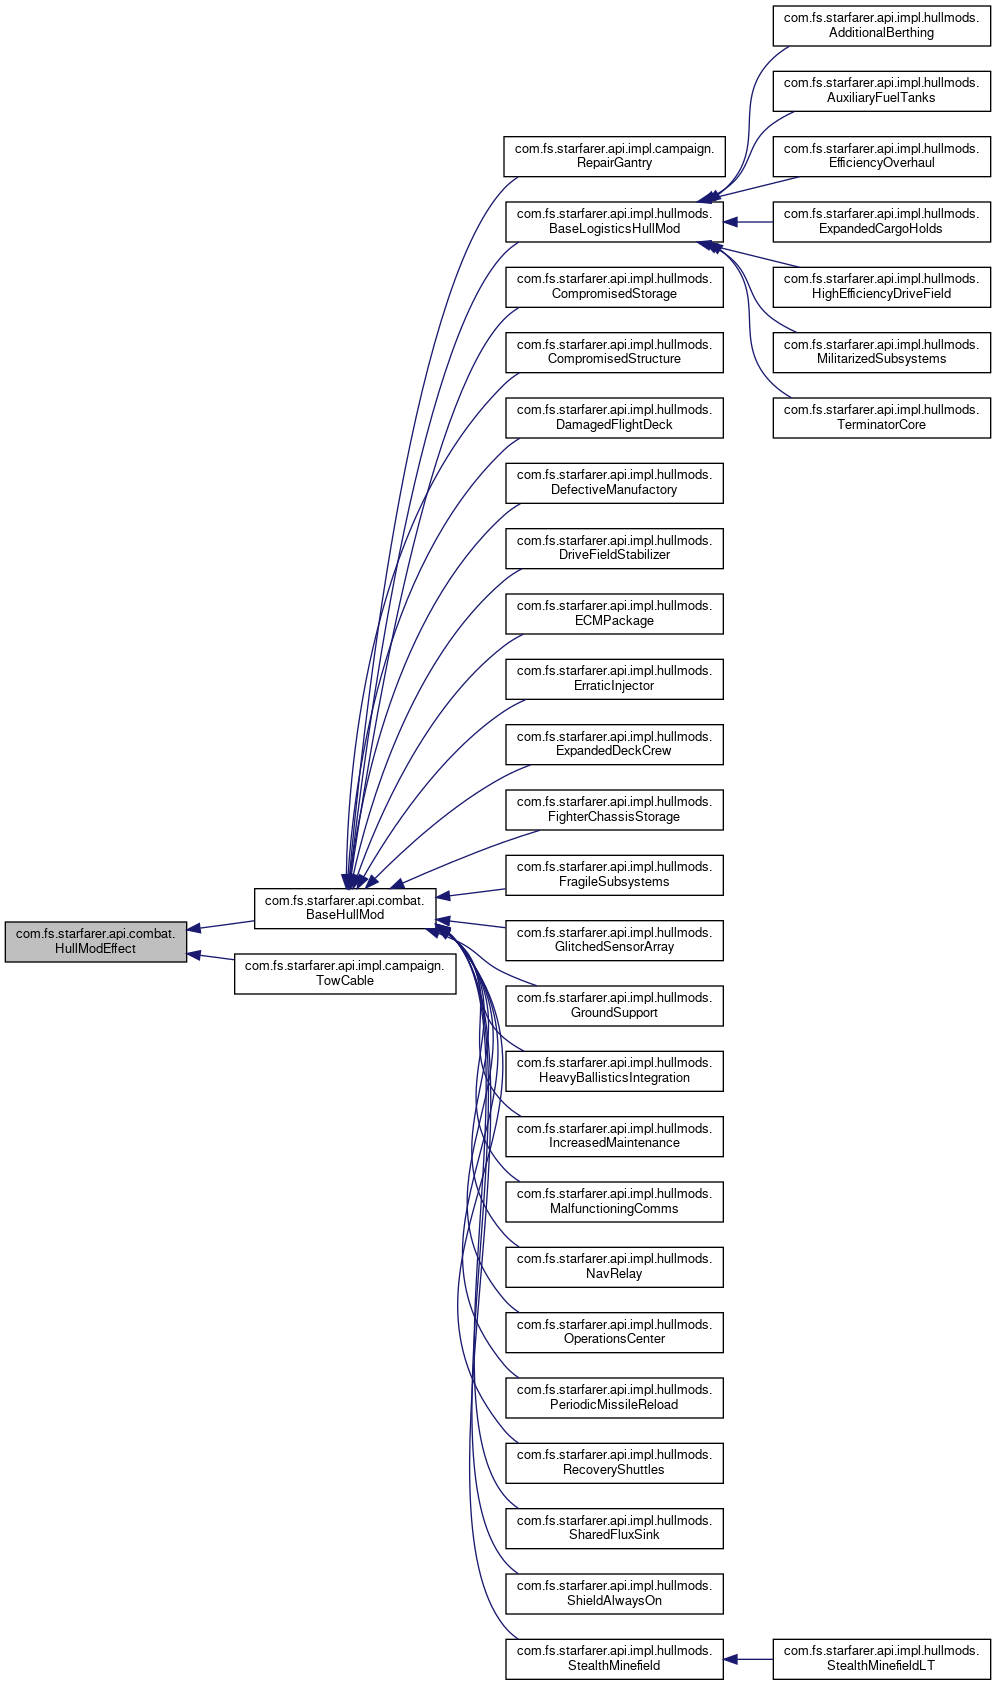 com.fs.starfarer.api.combat.
HullModEffect
com.fs.starfarer.api.combat.
BaseHullMod
com.fs.starfarer.api.impl.campaign.
TowCable
com.fs.starfarer.api.impl.campaign.
RepairGantry
com.fs.starfarer.api.impl.hullmods.
BaseLogisticsHullMod
com.fs.starfarer.api.impl.hullmods.
CompromisedStorage
com.fs.starfarer.api.impl.hullmods.
CompromisedStructure
com.fs.starfarer.api.impl.hullmods.
DamagedFlightDeck
com.fs.starfarer.api.impl.hullmods.
DefectiveManufactory
com.fs.starfarer.api.impl.hullmods.
DriveFieldStabilizer
com.fs.starfarer.api.impl.hullmods.
ECMPackage
com.fs.starfarer.api.impl.hullmods.
ErraticInjector
com.fs.starfarer.api.impl.hullmods.
ExpandedDeckCrew
com.fs.starfarer.api.impl.hullmods.
FighterChassisStorage
com.fs.starfarer.api.impl.hullmods.
FragileSubsystems
com.fs.starfarer.api.impl.hullmods.
GlitchedSensorArray
com.fs.starfarer.api.impl.hullmods.
GroundSupport
com.fs.starfarer.api.impl.hullmods.
HeavyBallisticsIntegration
com.fs.starfarer.api.impl.hullmods.
IncreasedMaintenance
com.fs.starfarer.api.impl.hullmods.
MalfunctioningComms
com.fs.starfarer.api.impl.hullmods.
NavRelay
com.fs.starfarer.api.impl.hullmods.
OperationsCenter
com.fs.starfarer.api.impl.hullmods.
PeriodicMissileReload
com.fs.starfarer.api.impl.hullmods.
RecoveryShuttles
com.fs.starfarer.api.impl.hullmods.
SharedFluxSink
com.fs.starfarer.api.impl.hullmods.
ShieldAlwaysOn
com.fs.starfarer.api.impl.hullmods.
StealthMinefield
com.fs.starfarer.api.impl.hullmods.
AdditionalBerthing
com.fs.starfarer.api.impl.hullmods.
AuxiliaryFuelTanks
com.fs.starfarer.api.impl.hullmods.
EfficiencyOverhaul
com.fs.starfarer.api.impl.hullmods.
ExpandedCargoHolds
com.fs.starfarer.api.impl.hullmods.
HighEfficiencyDriveField
com.fs.starfarer.api.impl.hullmods.
MilitarizedSubsystems
com.fs.starfarer.api.impl.hullmods.
TerminatorCore
com.fs.starfarer.api.impl.hullmods.
StealthMinefieldLT